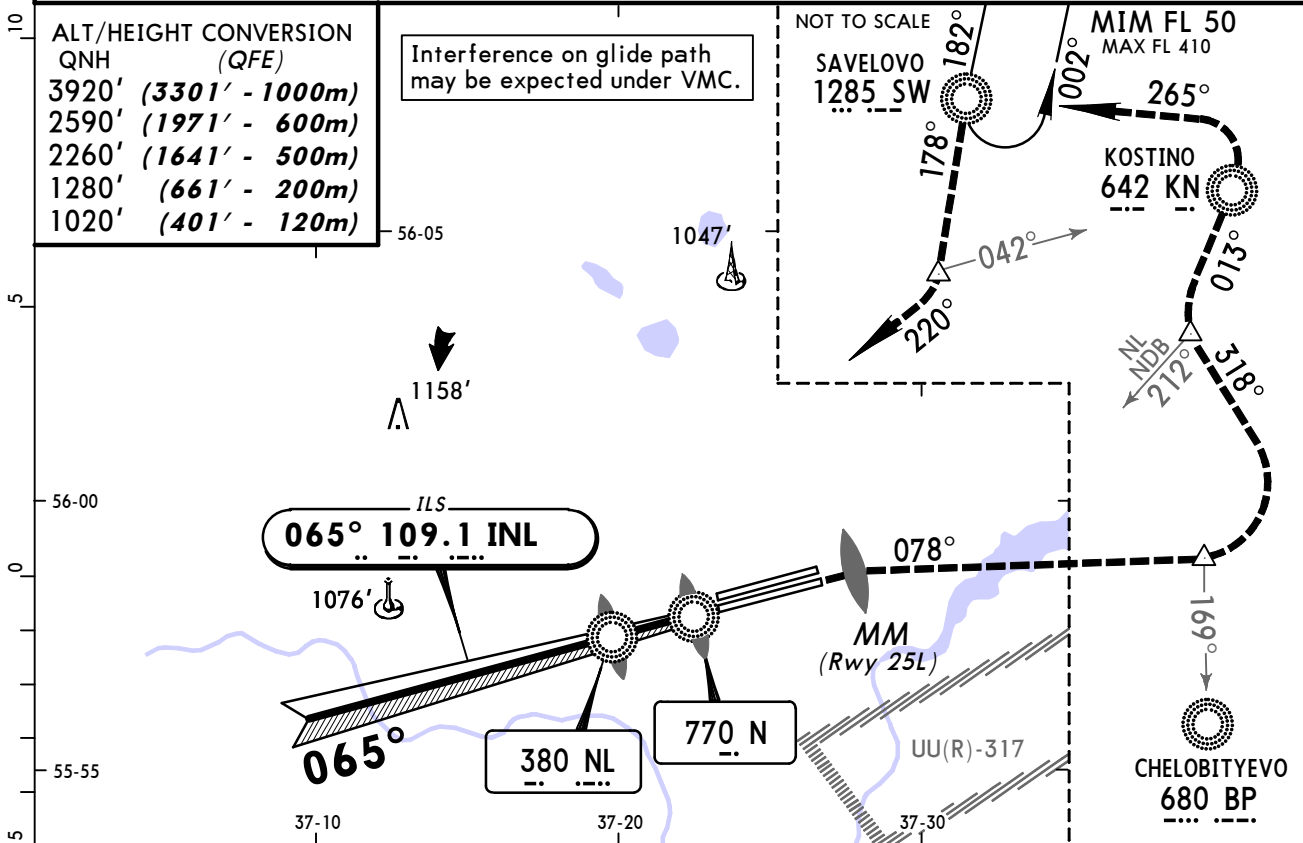 ALT/HEIGHT CONVERSION
QNH (QFE)
3920' (3301' - 1000m)
2590' (1971' - 600m)
2260' (1641' - 500m)
1280' (661' - 200m)
1020' (401' - 120m)
Interference on glide path
may be expected under VMC.
NOT TO SCALE
SAVELOVO
1285 SW
182°
002°
MIM FL 50
MAX FL 410
265°
178°
KOSTINO
642 KN
042°
220°
013°
NL
NDB
212°
318°
10
5
0
5
56-05
1047'
1158'
56-00
ILS
065° 109.1 INL
1076'
065°
380 NL
770 N
078°
MM
(Rwy 25L)
UU(R)-317
169°
CHELOBITYEVO
680 BP
55-55
37-10
37-20
37-30